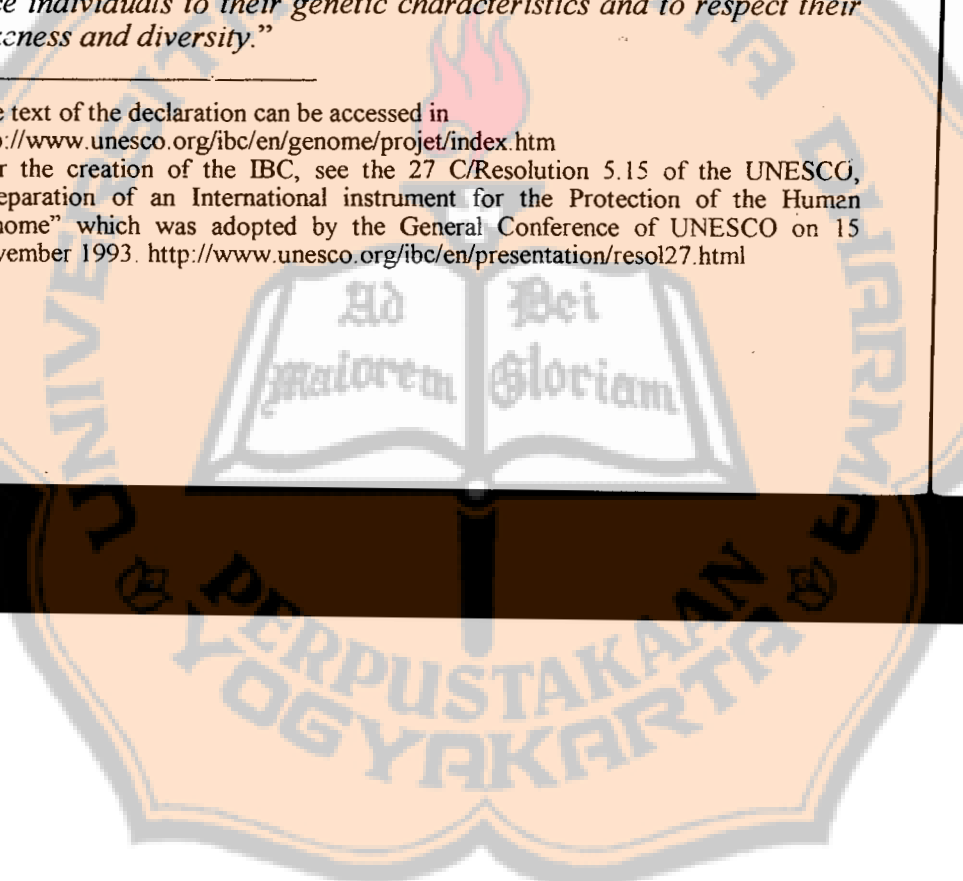 individuals to their genetic characteristics and to respect their
and diversity.”
text of the declaration can be accessed in
://www.unesco.org/ibc/en/genome/projet/index.htm
the creation of the IBC, see the 27 C/Resolution 5.15 of the UNESCO,
of an International instrument for the Protection of the Human
which was adopted by the General Conference of UNESCO on 15
1993. http://www.unesco.org/ibc/en/presentation/resol27.html
Ad maiorem
Dei Gloriam
PERPUSTAKAAN
YOGYAKARTA